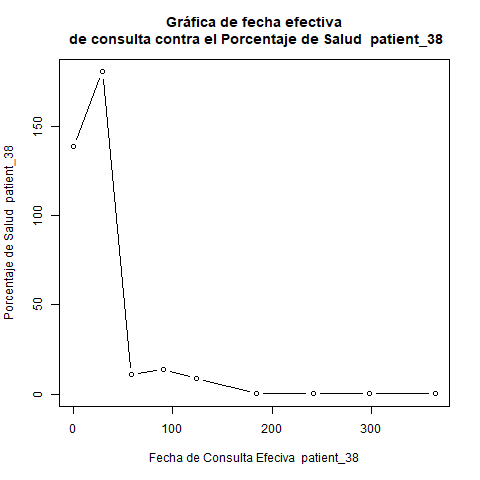 Gráfica de fecha efectiva
de consulta contra el Porcentaje de Salud patient_38
Porcentaje de Salud patient_38
150
100
50
0
0 100 200 300
Fecha de Consulta Efeciva patient_38